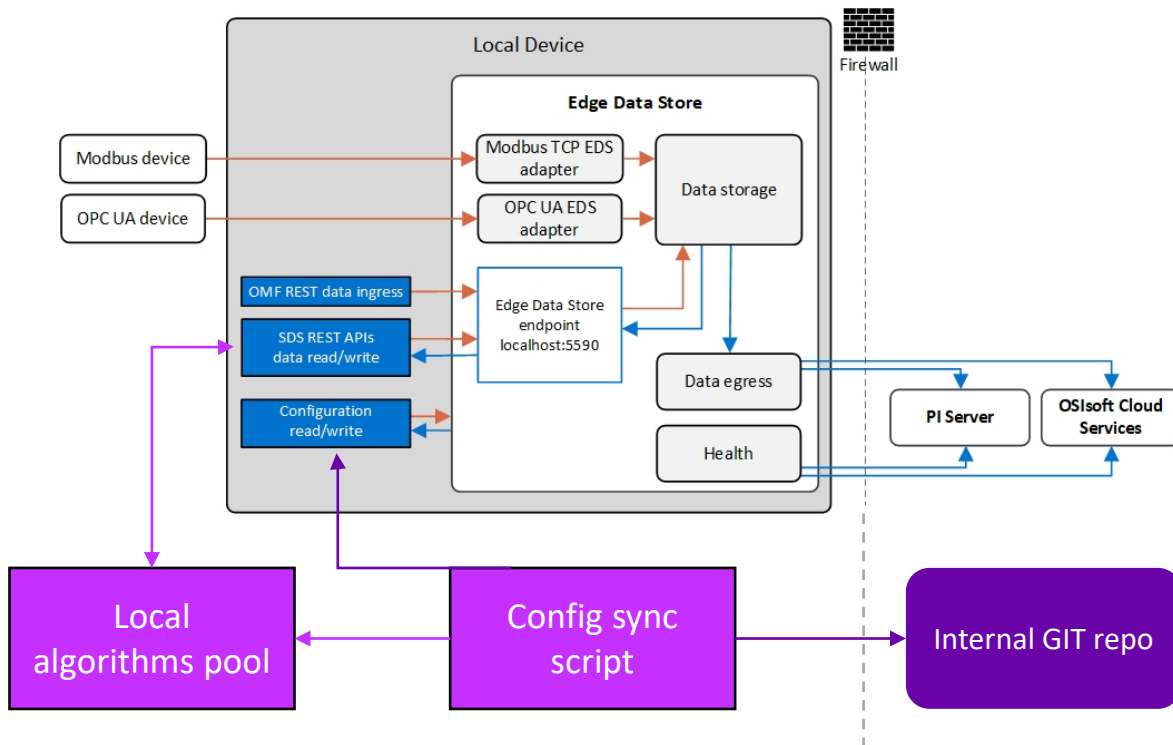 Local Device
Firewall
Edge Data Store
Modbus device
Modbus TCP EDS
adapter
Data storage
OPC UA device
OPC UA EDS
adapter
OMF REST data ingress
Edge Data Store
endpoint
localhost:5590
SDS REST APIs
data read/write
Data egress
Configuration
read/write
PI Server
OSIsoft Cloud
Services
Health
Local
algorithms pool
Config sync
script
Internal GIT repo